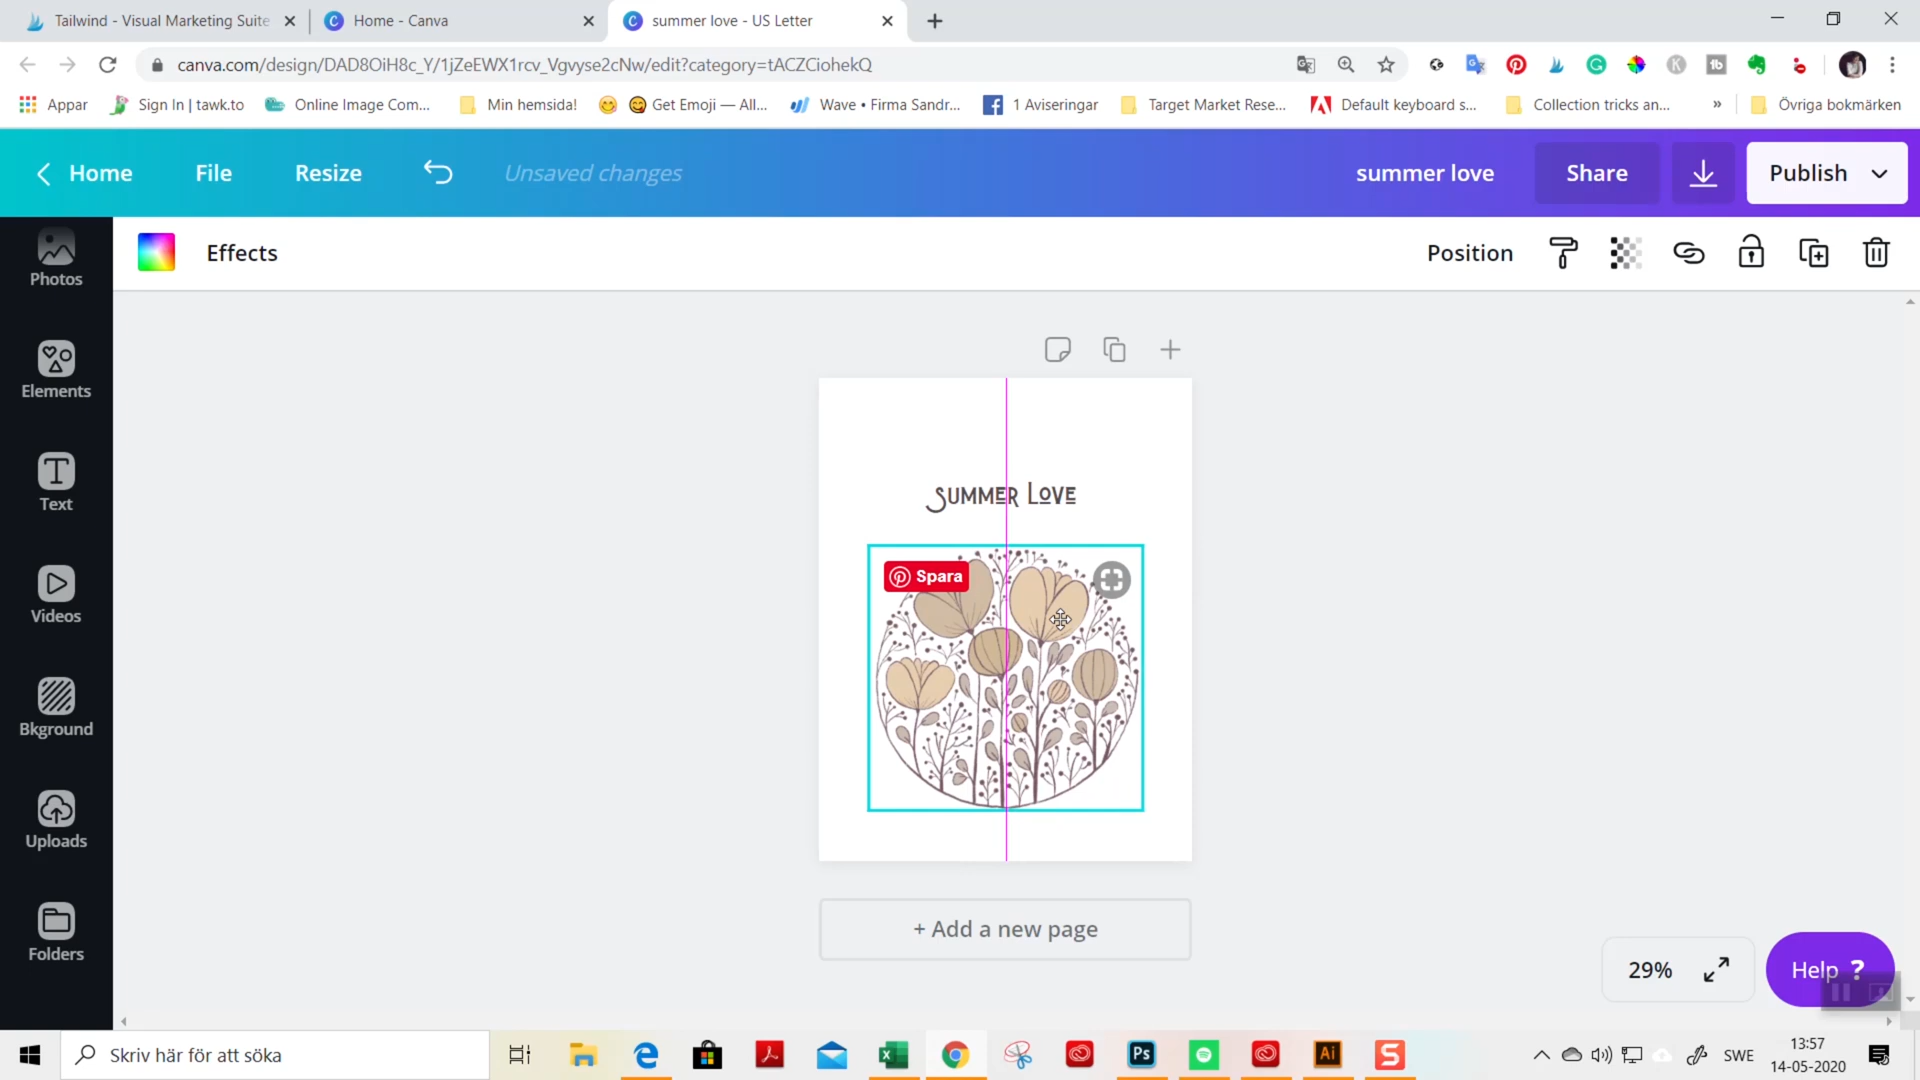 Tailwind - Visual Marketing Suite
Home - Canva
summer love - US Letter
canva.com/design/DAD8OiH8c_Y/1jZeEWX1rcv_Vgvyse2cNw/edit?category=tACZCiohekQ
Appar
Sign In | tawk.to
Online Image Com...
Min hemsida!
Get Emoji — All...
Wave • Firma Sandr...
1 Aviseringar
Target Market Rese...
Default keyboard s...
Collection tricks an...
»
Övriga bokmärken
Home
File
Resize
Unsaved changes
summer love
Share
Publish
Photos
Effects
Position
Elements
Text
Videos
Bkground
Uploads
Folders
Summer Love
Spara
+ Add a new page
29%
Help ?
Skriv här för att söka
SWE
13:57
14-05-2020